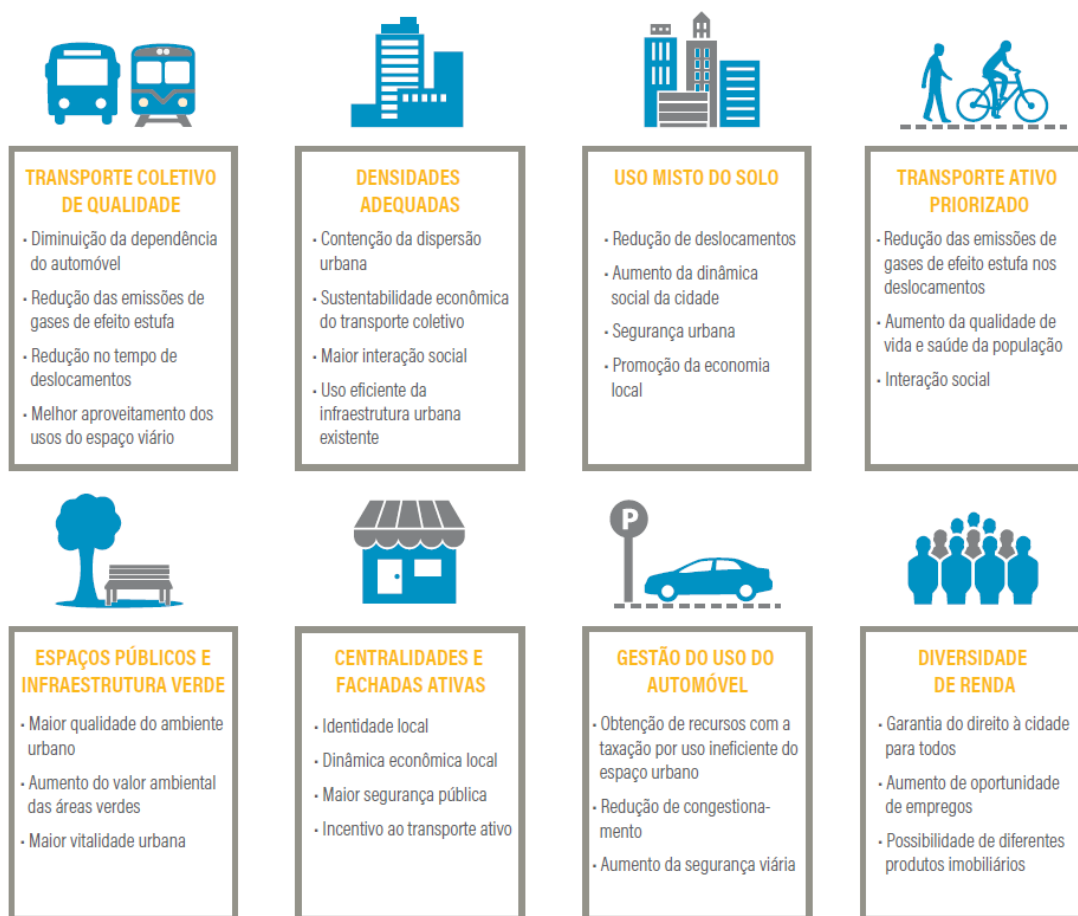 TRANSPORTE COLETIVO
DE QUALIDADE
· Diminuição da dependência
do automóvel
· Redução das emissões de
gases de efeito estufa
· Redução no tempo de
deslocamentos
· Melhor aproveitamento dos
usos do espaço viário
DENSIDADES
ADEQUADAS
· Contenção da dispersão
urbana
· Sustentabilidade econômica
do transporte coletivo
· Maior interação social
· Uso eficiente da
infraestrutura urbana
existente
USO MISTO DO SOLO
· Redução de deslocamentos
· Aumento da dinâmica
social da cidade
· Segurança urbana
· Promoção da economia
local
TRANSPORTE ATIVO
PRIORIZADO
· Redução das emissões de
gases de efeito estufa nos
deslocamentos
· Aumento da qualidade de
vida e saúde da população
· Interação social
ESPAÇOS PÚBLICOS E
INFRAESTRUTURA VERDE
· Maior qualidade do ambiente
urbano
· Aumento do valor ambiental
das áreas verdes
· Maior vitalidade urbana
CENTRALIDADES E
FACHADAS ATIVAS
· Identidade local
· Dinâmica econômica local
· Maior segurança pública
· Incentivo ao transporte ativo
P
GESTÃO DO USO DO
AUTOMÓVEL
· Obtenção de recursos com a
taxação por uso ineficiente do
espaço urbano
· Redução de congestiona-
mento
· Aumento da segurança viária
DIVERSIDADE
DE RENDA
· Garantia do direito à cidade
para todos
· Aumento de oportunidade
de empregos
· Possibilidade de diferentes
produtos imobiliários